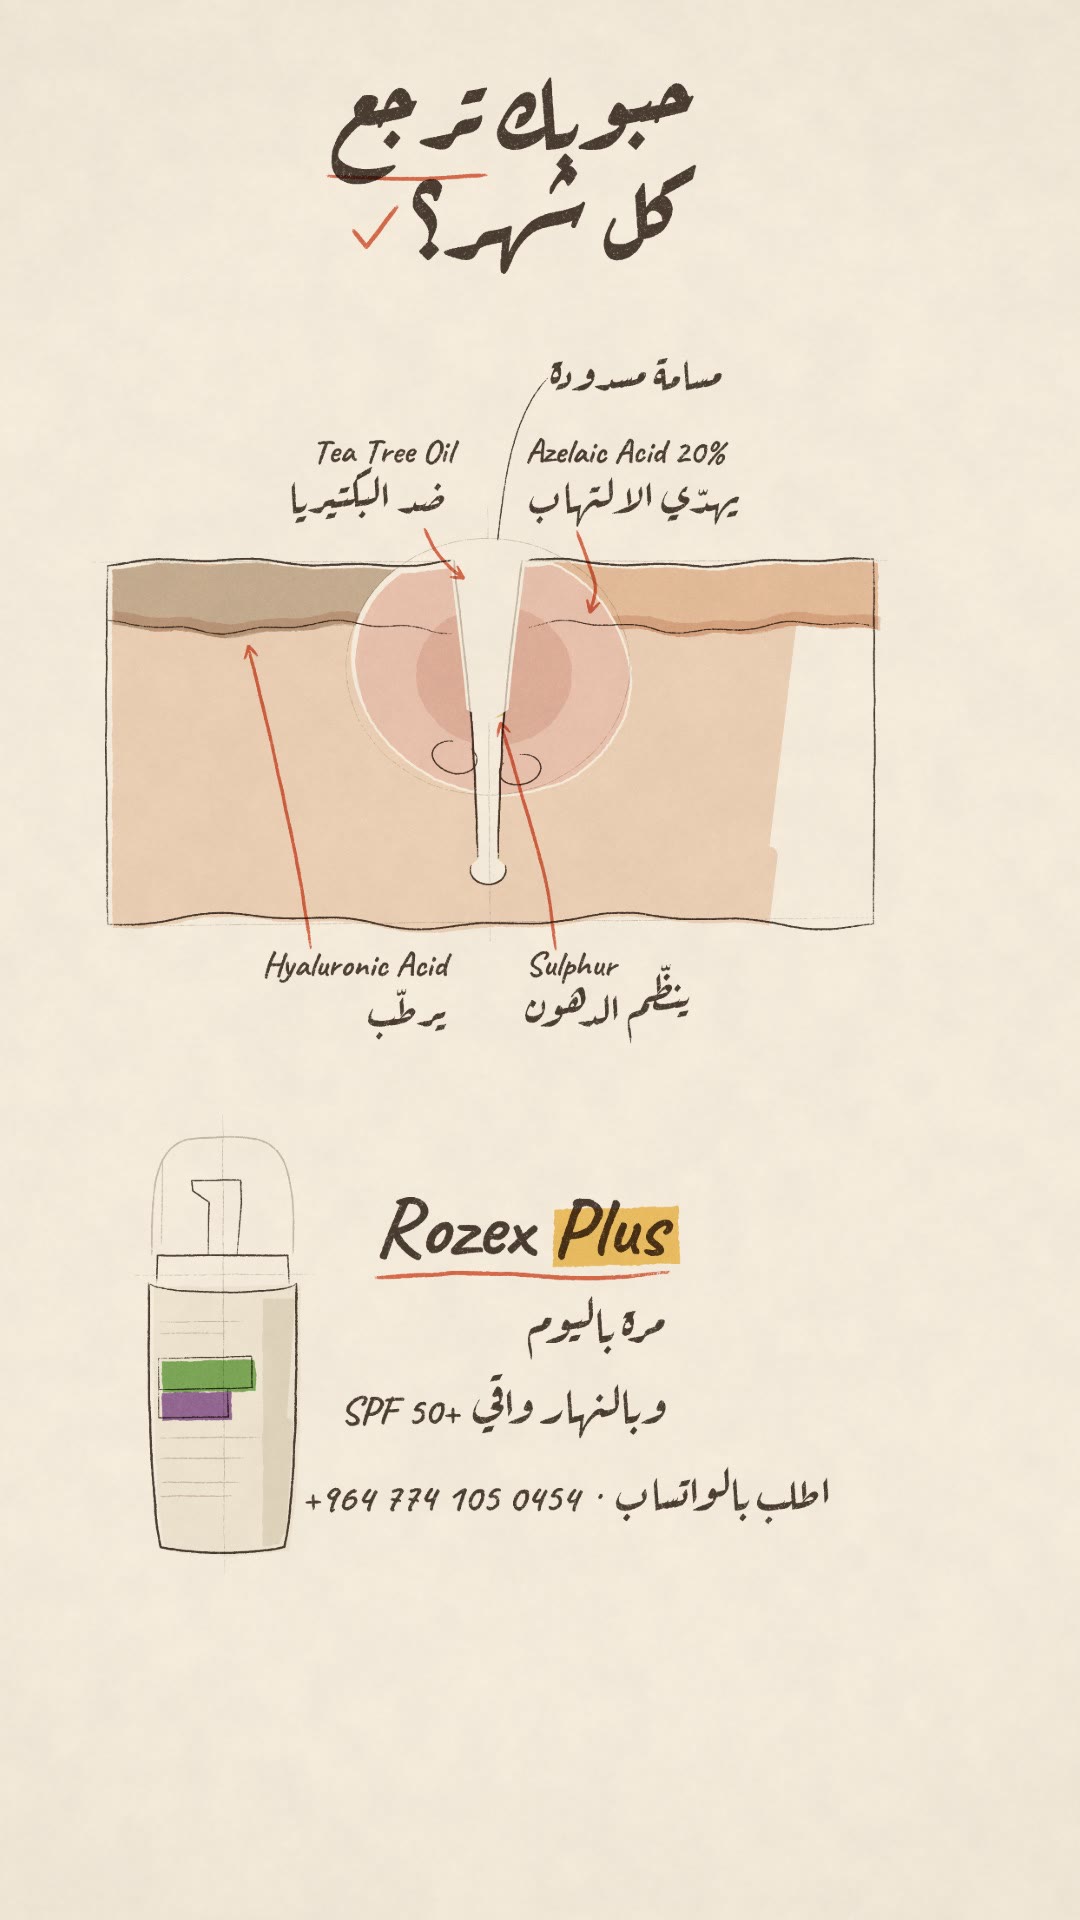 حبوبك ترجع
كل شهر؟
مسامة مسدودة
Tea Tree Oil
ضد البكتيريا
Azelaic Acid 20%
يهدّي الالتهاب
Hyaluronic Acid
يرطّب
Sulphur
ينظّم الدهون
Rozex Plus
مرة باليوم
وبالنهار واقي SPF 50+
اطلب بالواتساب · +964 774 105 0454